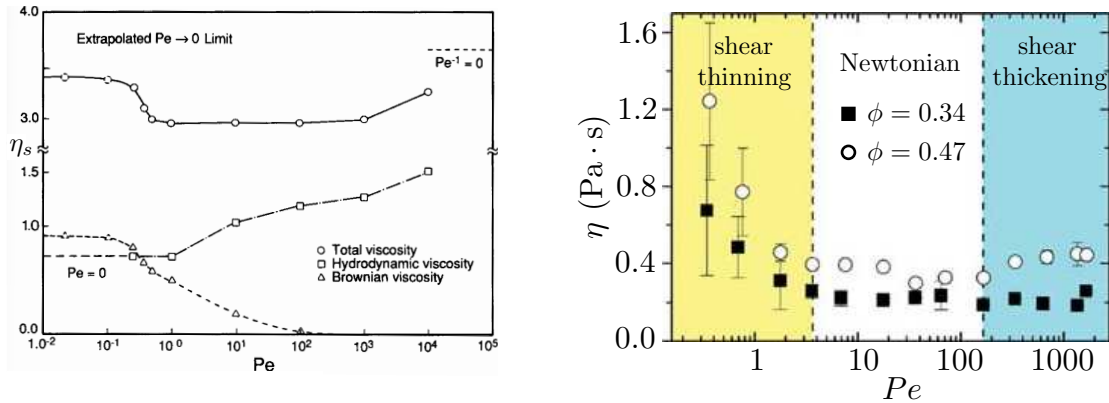 4.0
Extrapolated Pe → 0 Limit
Pe⁻¹ = 0
3.0
ηₛ
1.5
1.0
Pe = 0
○ Total viscosity
□ Hydrodynamic viscosity
△ Brownian viscosity
0.0
1.0⁻² 10⁻¹ 10⁰ 10¹ 10² 10³ 10⁴ 10⁵
Pe
1.6
1.2
0.8
0.4
0.0
η (Pa · s)
shear
thinning
Newtonian
shear
thickening
■ ϕ = 0.34
○ ϕ = 0.47
1 10 100 1000
Pe